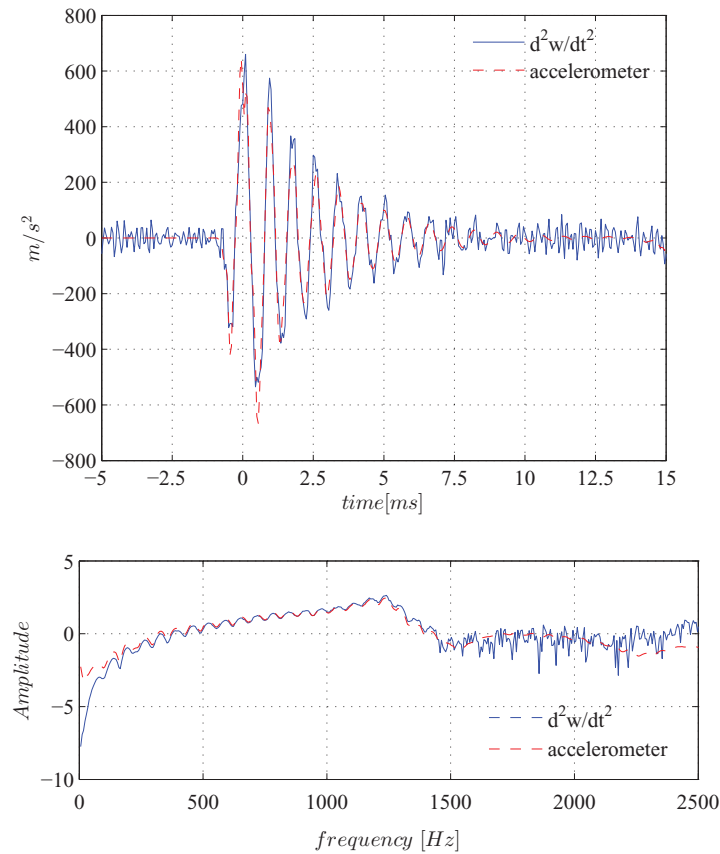 800
600
400
200
0
−200
−400
−600
−800
m/s²
d²w/dt²
accelerometer
−5 −2.5 0 2.5 5 7.5 10 12.5 15
time[ms]
5
0
−5
−10
Amplitude
d²w/dt²
accelerometer
0 500 1000 1500 2000 2500
frequency [Hz]